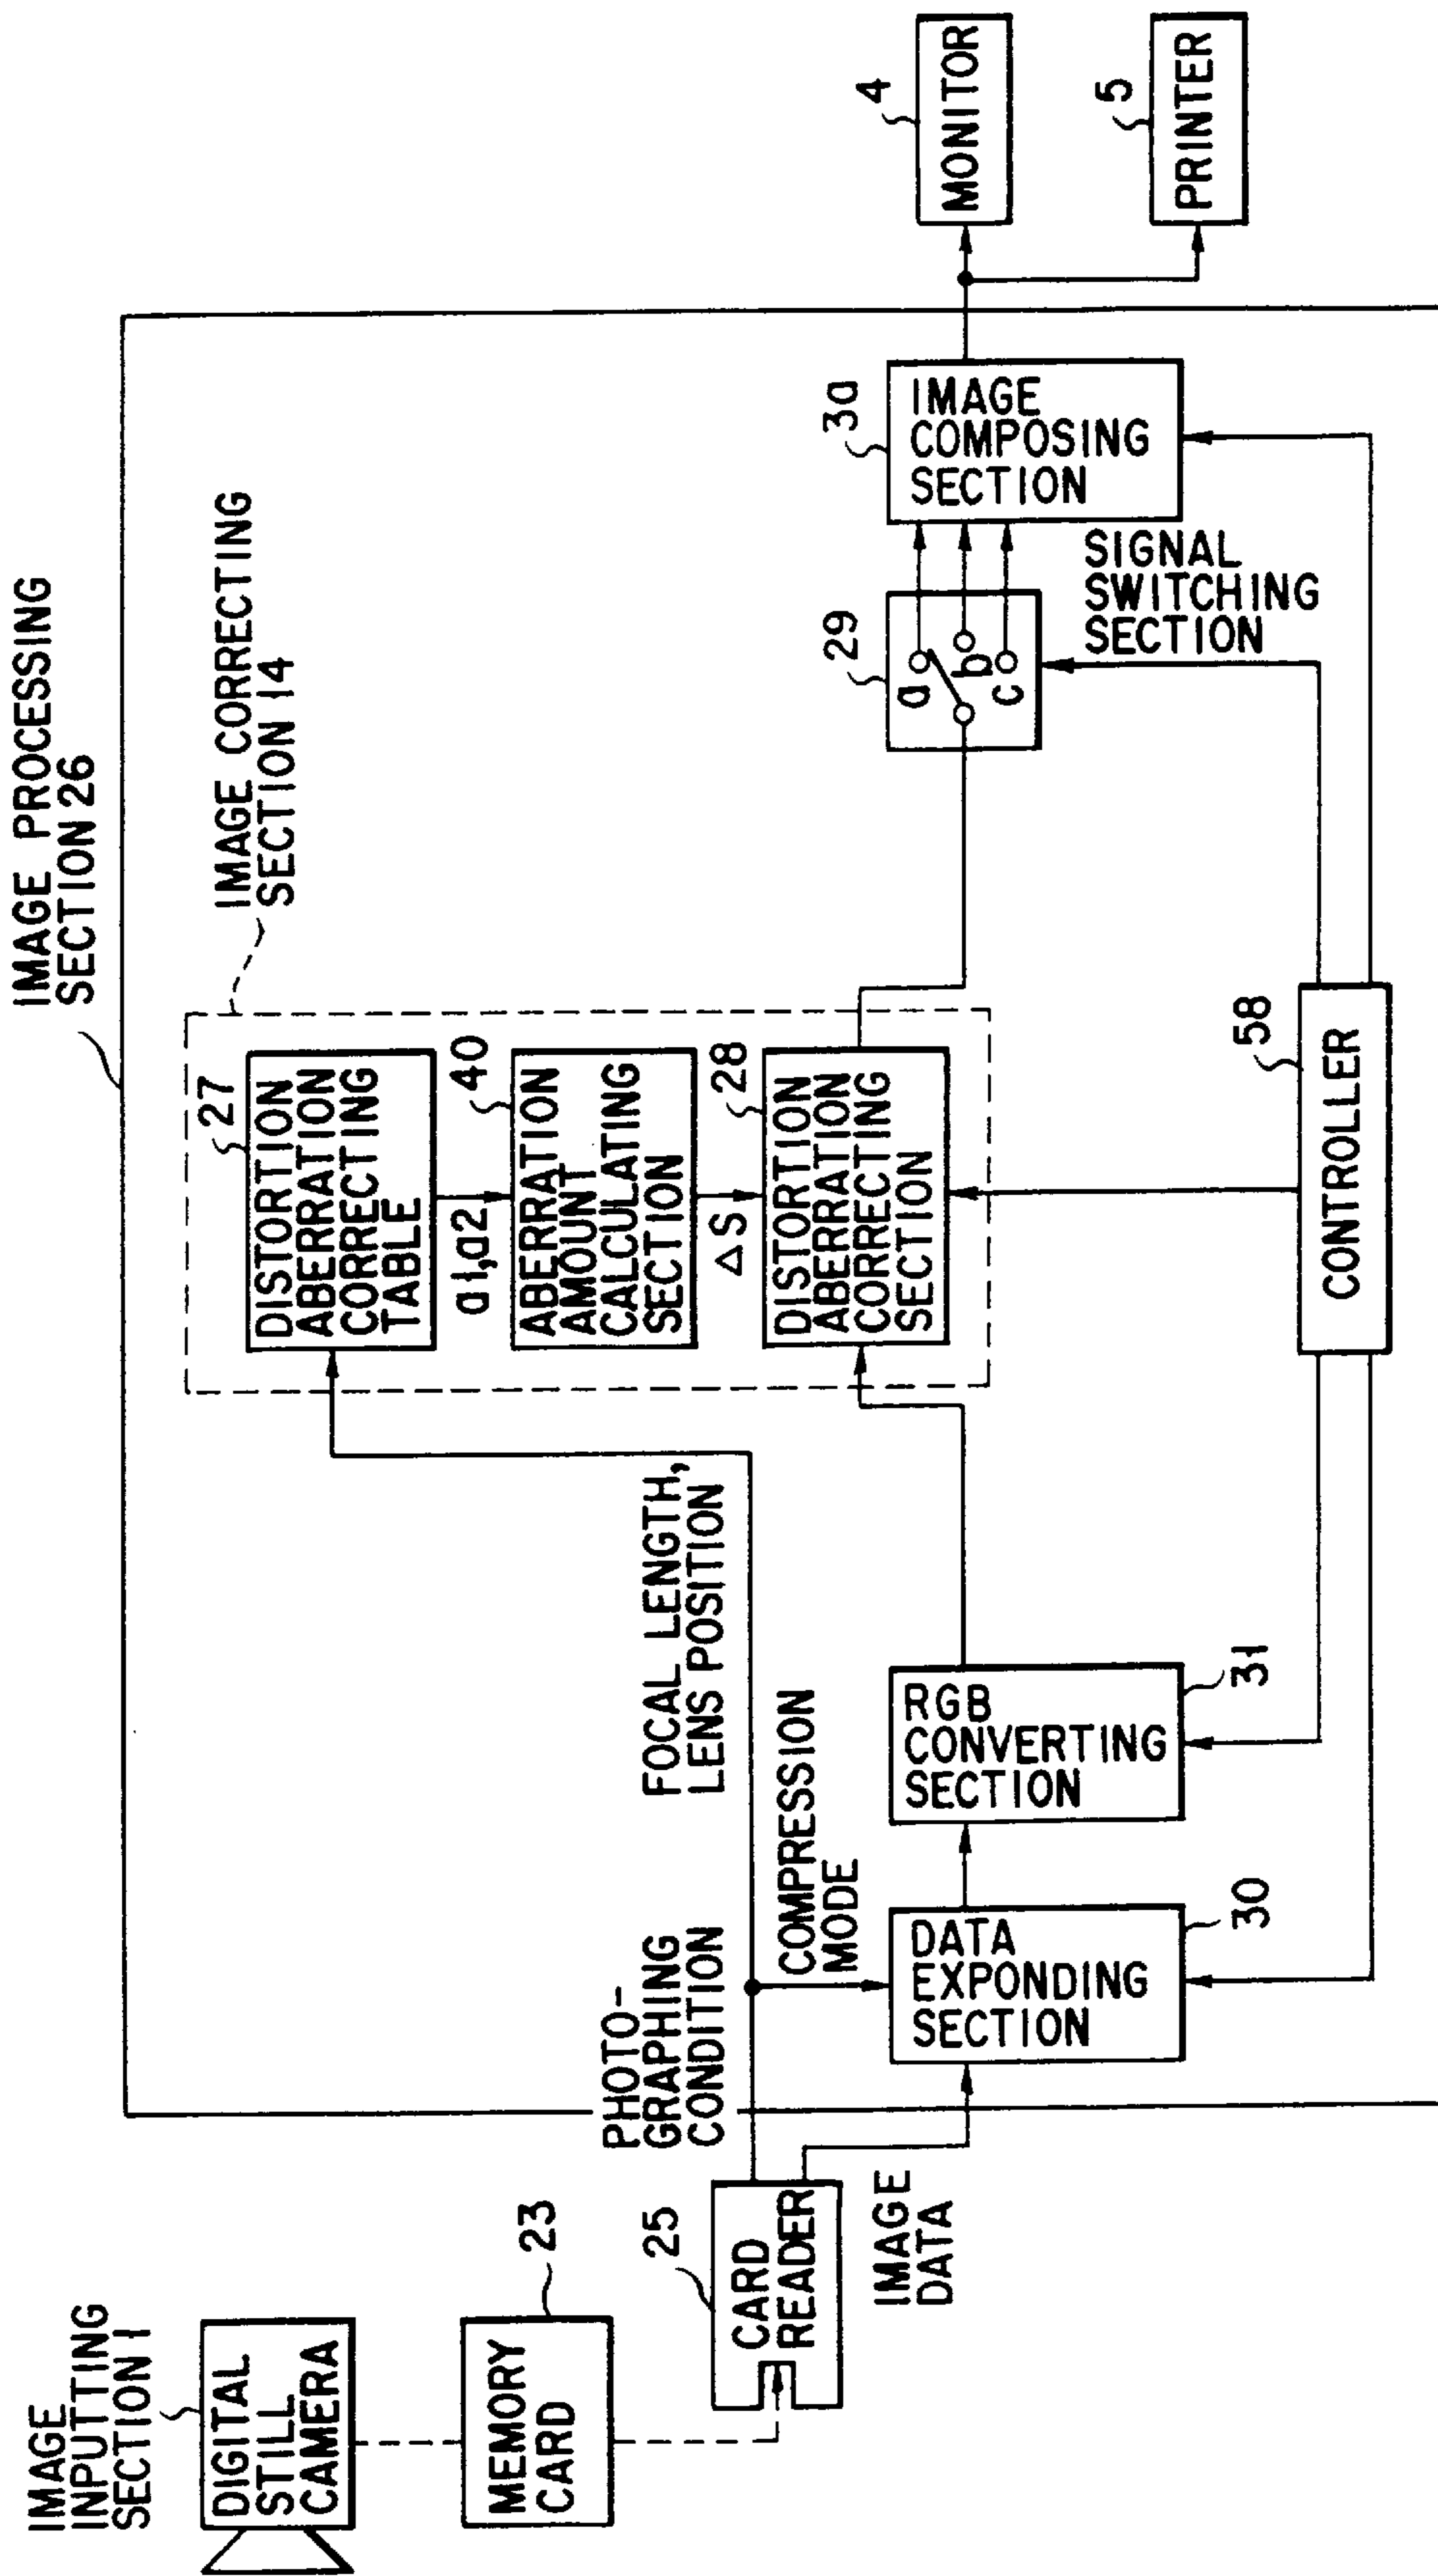 IMAGE PROCESSING
SECTION 26
IMAGE CORRECTING
SECTION 14
IMAGE
INPUTING
SECTION 1
DIGITAL
STILL
CAMERA
MEMORY
CARD
23
CARD
READER
25
PHOTO-
GRAPHING
CONDITION
IMAGE
DATA
FOCAL LENGTH,
LENS POSITION
COMPRESSION
MODE
DATA
EXPONDING
SECTION
30
RGB
CONVERTING
SECTION
31
27
DISTORTION
ABERRATION
CORRECTING
TABLE
a1,a2
40
ABERRATION
AMOUNT
CALCULATING
SECTION
ΔS
28
DISTORTION
ABERRATION
CORRECTING
SECTION
29
a
b
c
SIGNAL
SWITCHING
SECTION
3a
IMAGE
COMPOSING
SECTION
4
MONITOR
5
PRINTER
58
CONTROLLER